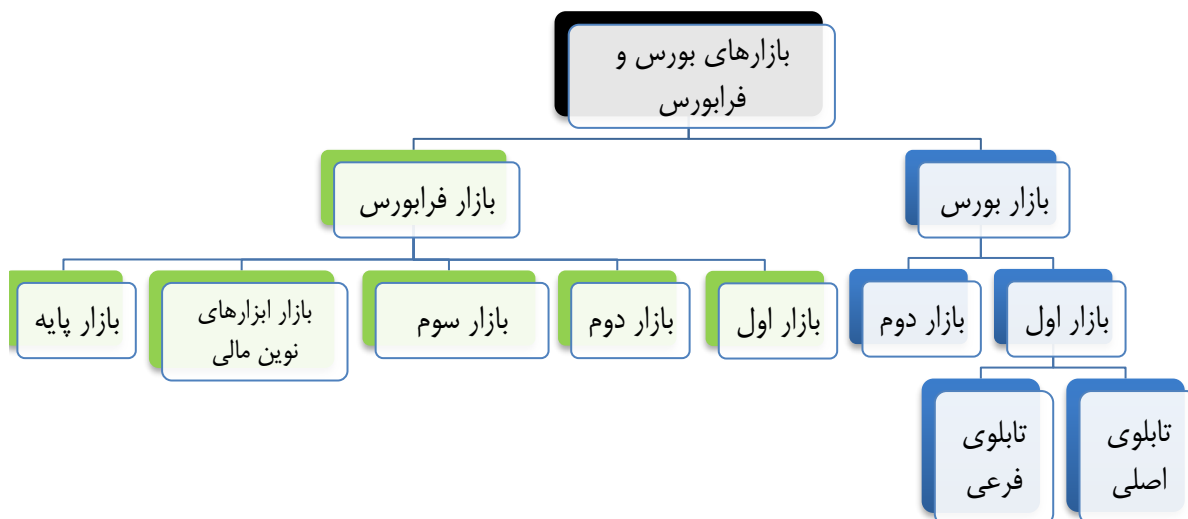 بازارهای بورس و
فرابورس
بازار بورس
بازار فرابورس
بازار اول
بازار دوم
بازار اول
بازار دوم
بازار سوم
بازار ابزارهای
نوین مالی
بازار پایه
تابلوی
اصلی
تابلوی
فرعی